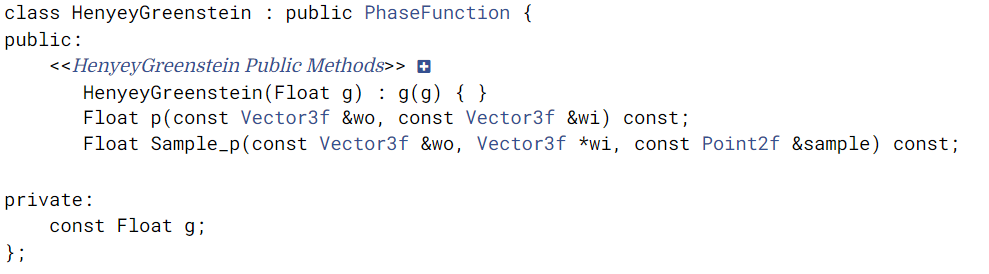 class HenyeyGreenstein : public PhaseFunction {
public:
    <<HenyeyGreenstein Public Methods>>
       HenyeyGreenstein(Float g) : g(g) { }
       Float p(const Vector3f &wo, const Vector3f &wi) const;
       Float Sample_p(const Vector3f &wo, Vector3f *wi, const Point2f &sample) const;

private:
    const Float g;
};